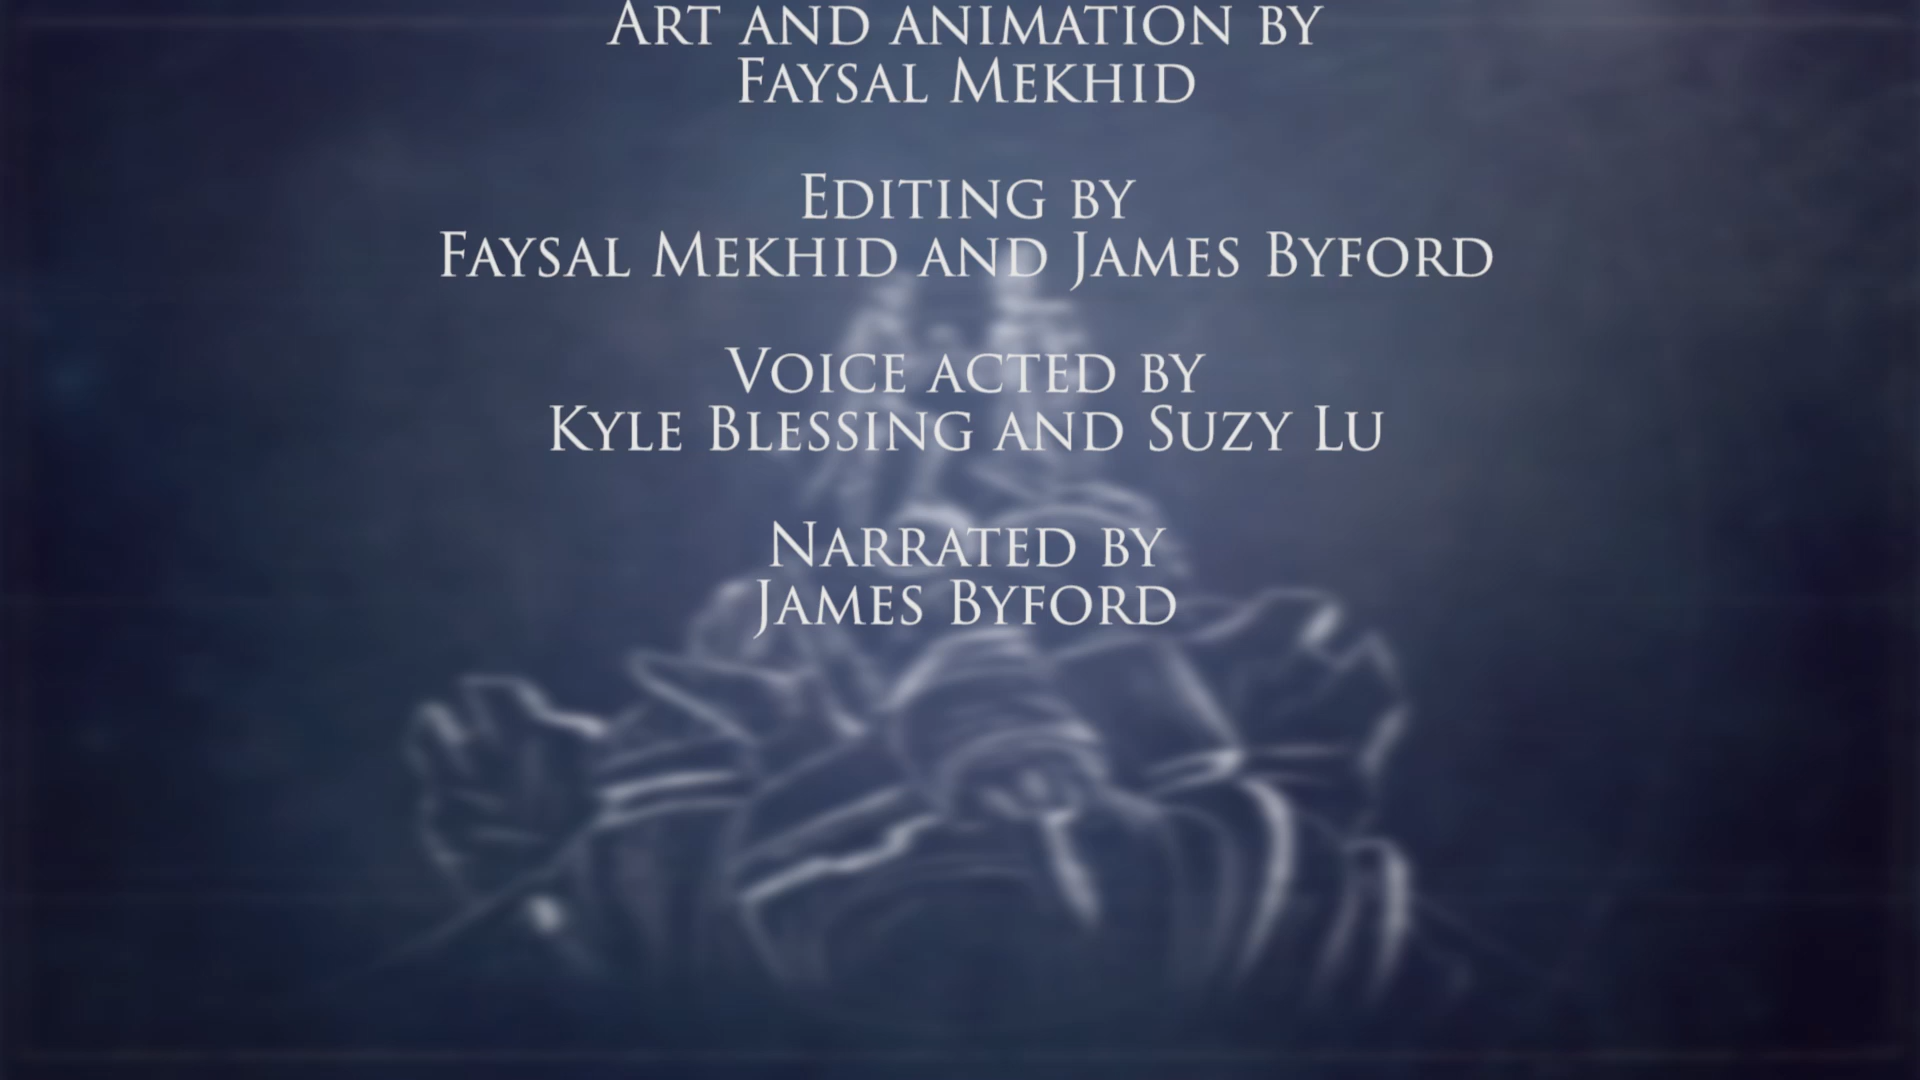 Art and animation by
Faysal Mekhid
Editing by
Faysal Mekhid and James Byford
Voice acted by
Kyle Blessing and Suzy Lu
Narrated by
James Byford